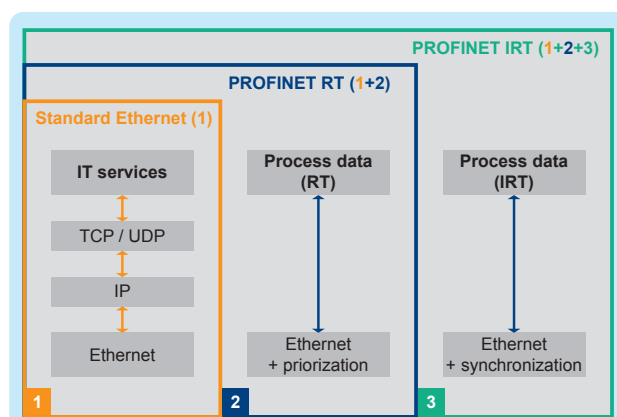 PROFINET IRT (1+2+3)
PROFINET RT (1+2)
Standard Ethernet (1)
IT services
TCP / UDP
IP
Ethernet
1
Process data
(RT)
Ethernet
+ priorization
2
Process data
(IRT)
Ethernet
+ synchronization
3